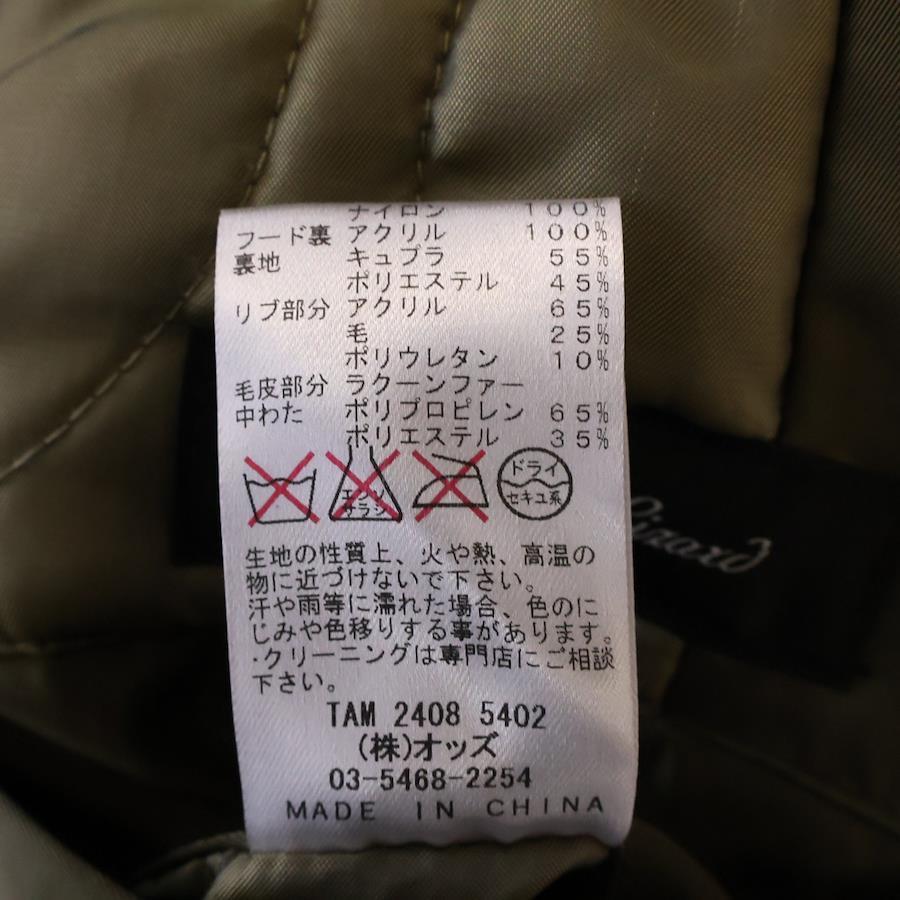 ナイロン 100%
フード裏 アクリル 100%
裏地 キュプラ 55%
ポリエステル 45%
リブ部分 アクリル 65%
毛 25%
ポリウレタン 10%
毛皮部分 ラクーンファー
中わた ポリプロピレン 65%
ポリエステル 35%
エンソ サラシ
ドライ
セキユ系
生地の性質上、火や熱、高温の
物に近づけないで下さい。
汗や雨等に濡れた場合、色のに
じみや色移りする事があります。
・クリーニングは専門店にご相談
下さい。
TAM 2408 5402
(株)オッズ
03-5468-2254
MADE IN CHINA